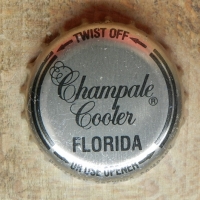 TWIST OFF
Champale
Cooler®
FLORIDA
OR USE OPENER